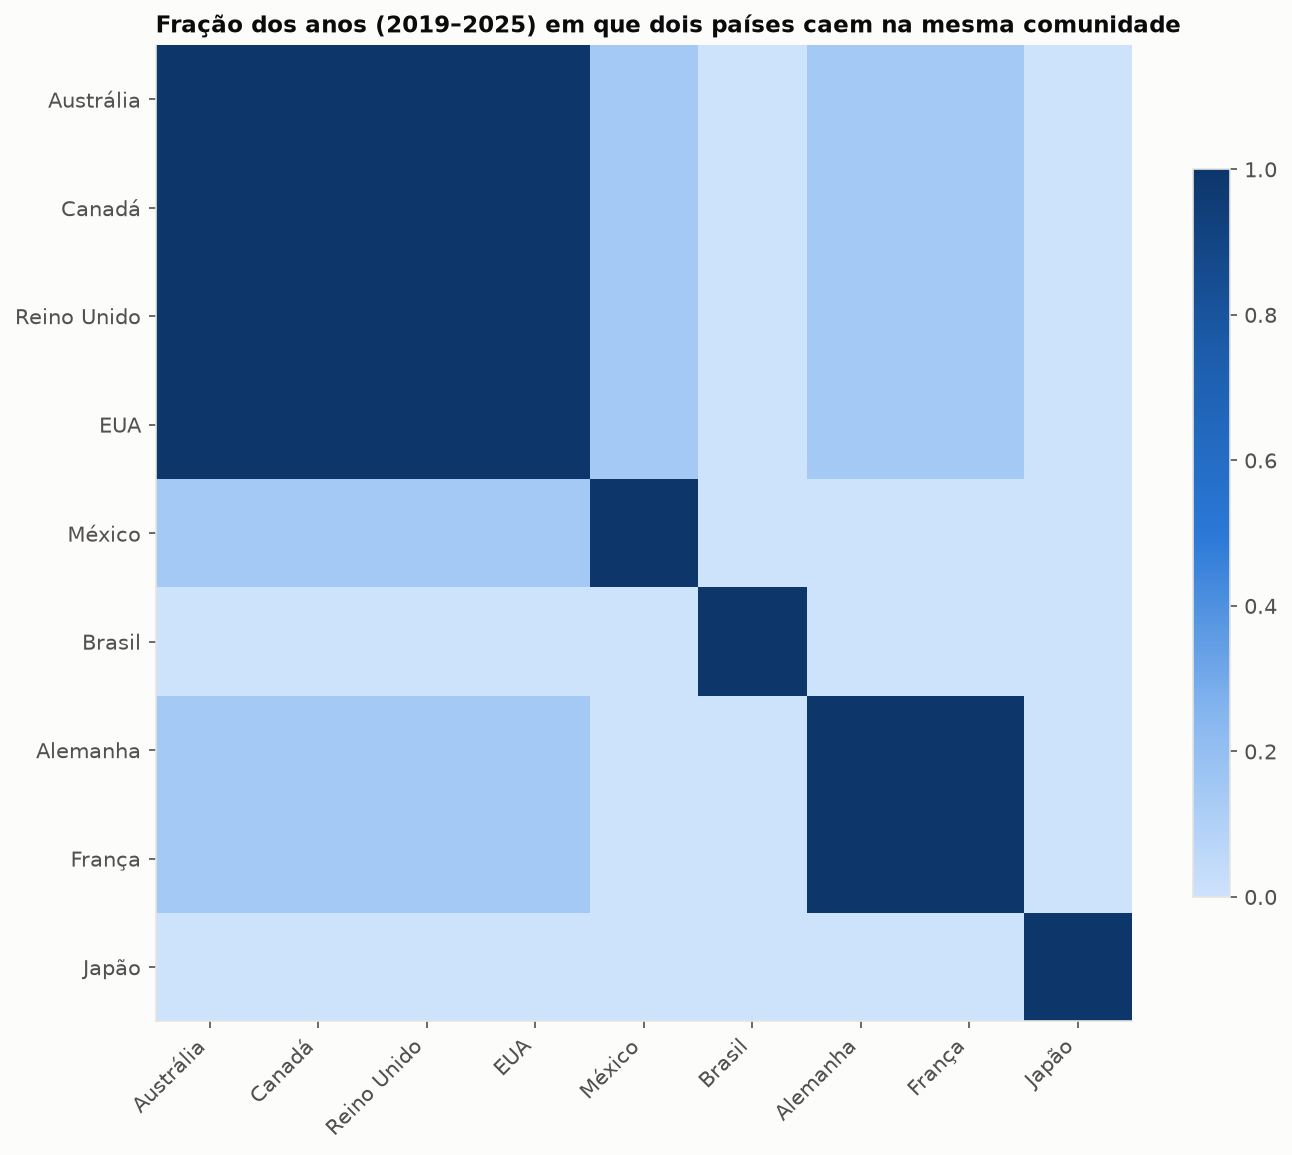 Fração dos anos (2019–2025) em que dois países caem na mesma comunidade
Austrália
Canadá
Reino Unido
EUA
México
Brasil
Alemanha
França
Japão
Austrália
Canadá
Reino Unido
EUA
México
Brasil
Alemanha
França
Japão
1.0
0.8
0.6
0.4
0.2
0.0